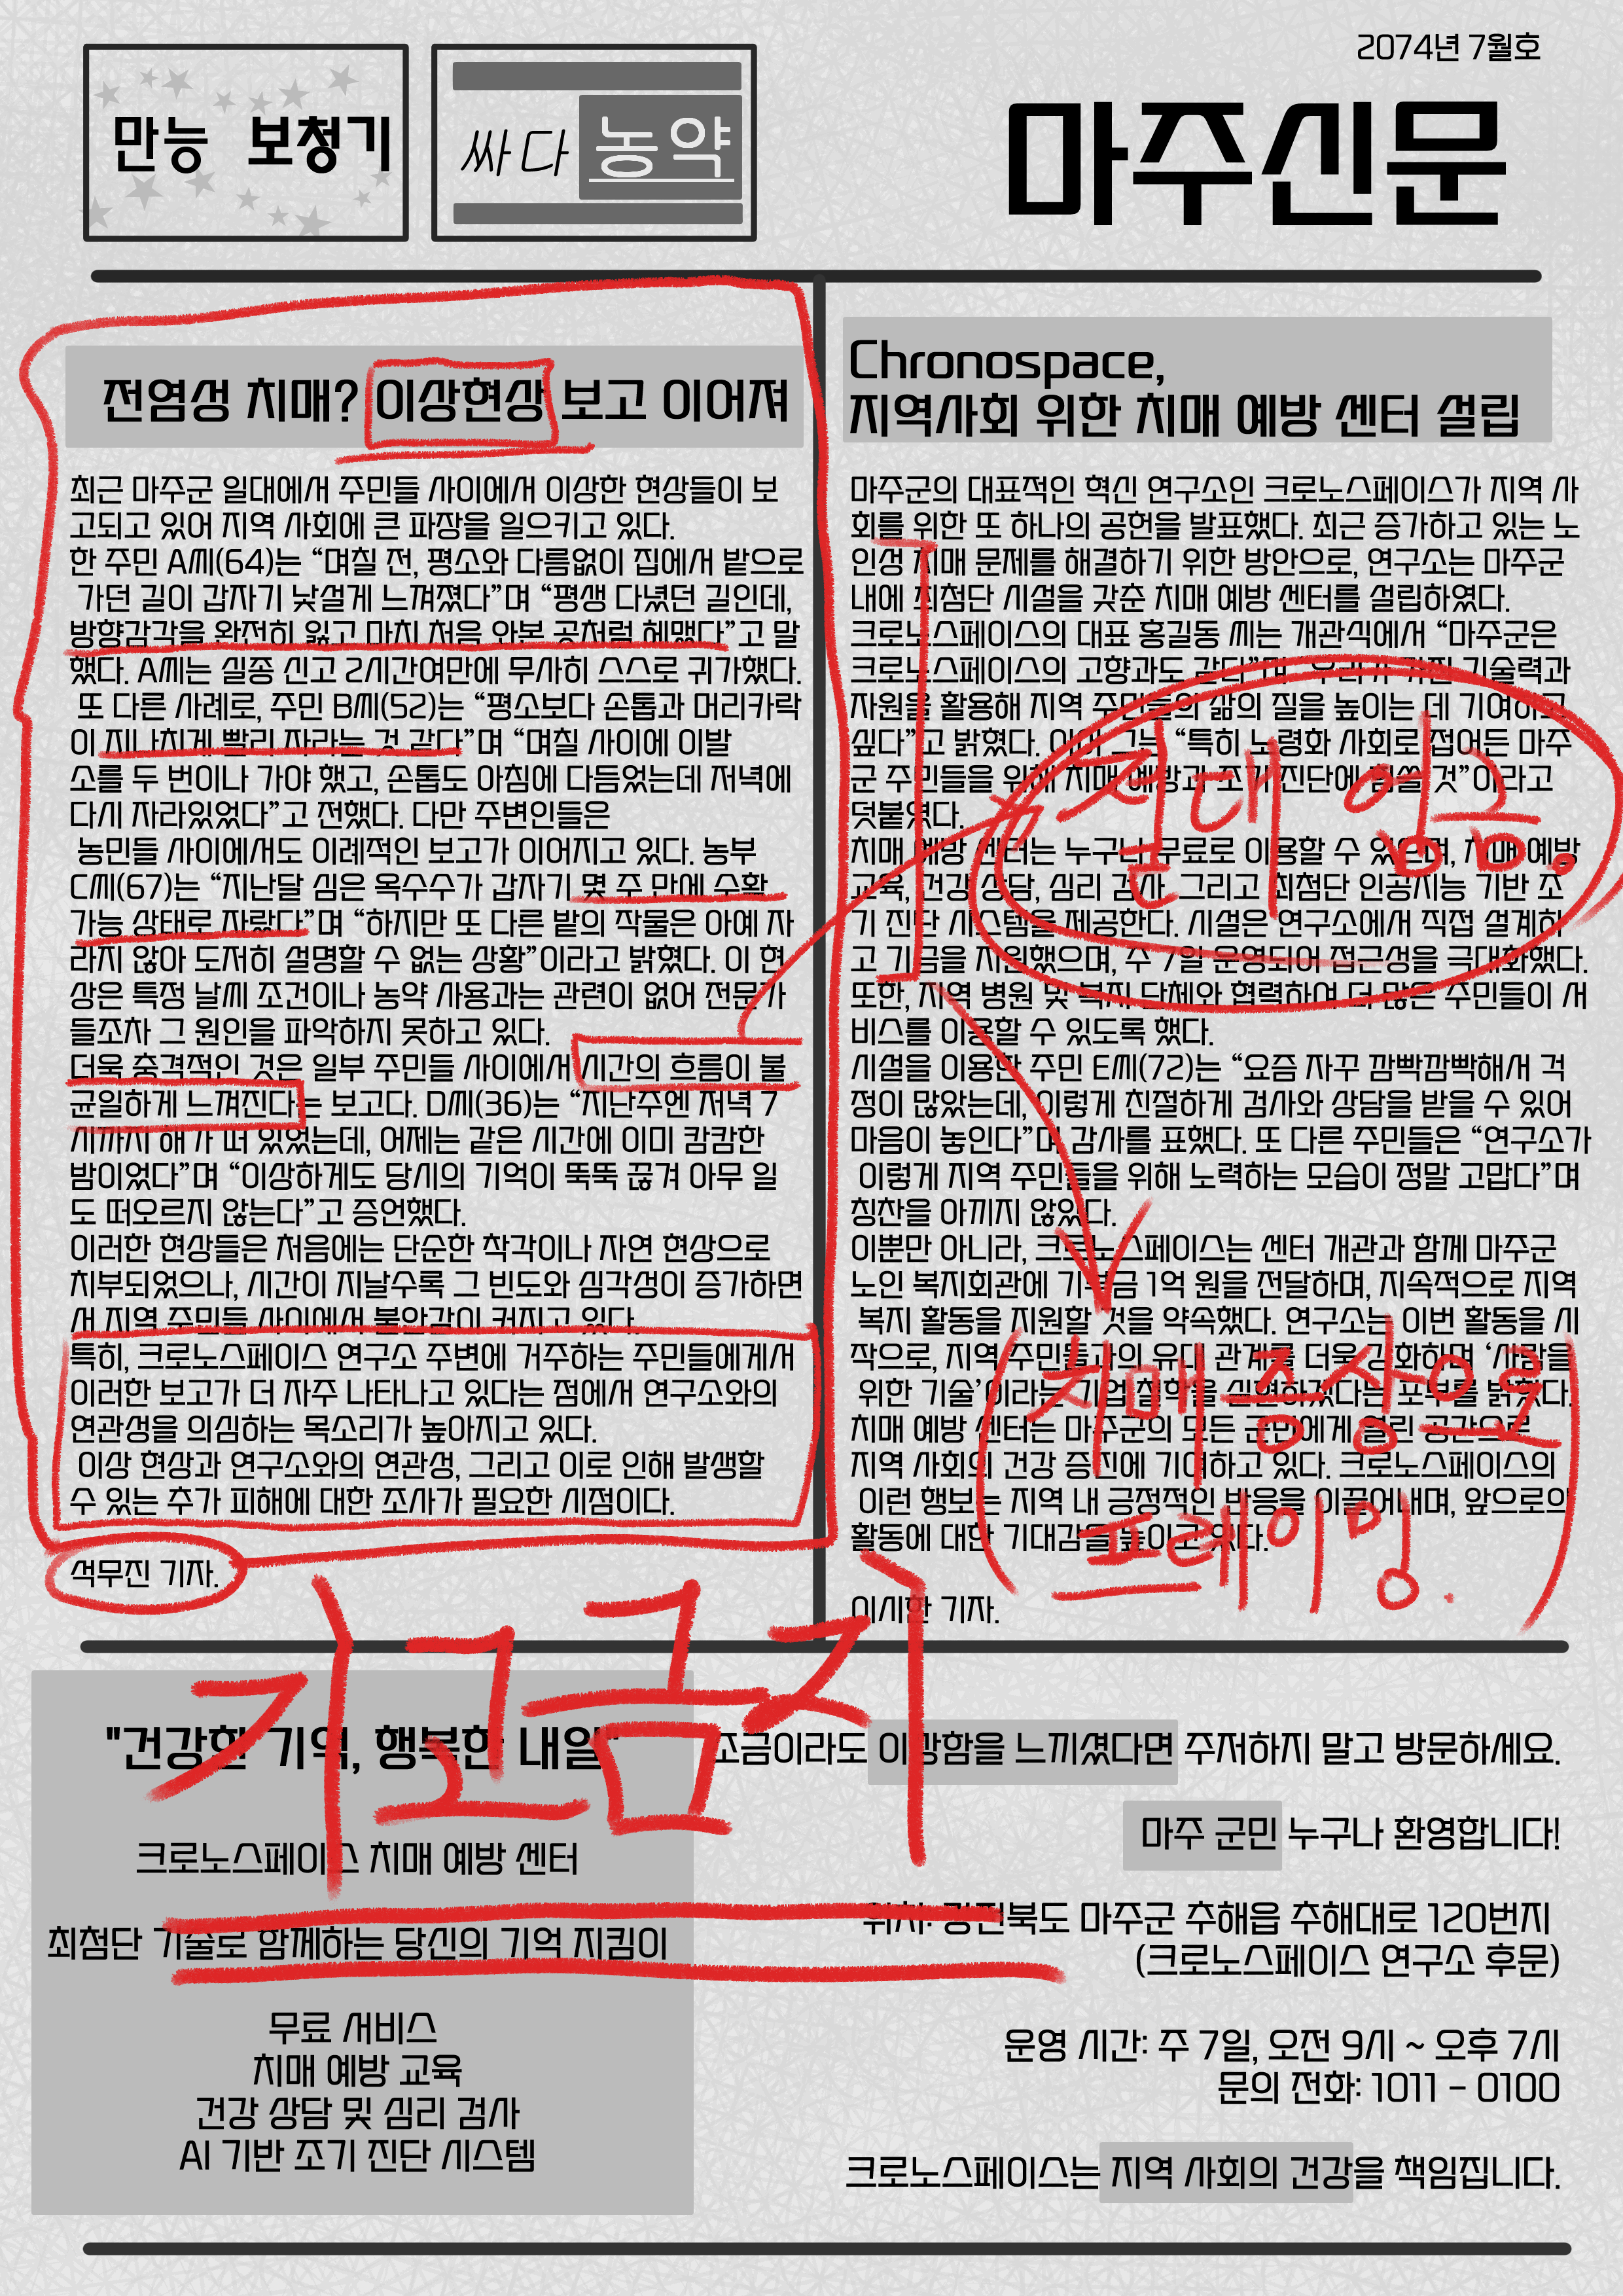 2074년 7월호
만능 보청기
싸다 농약
마주신문
전염성 치매? 이상현상 보고 이어져
최근 마주군 일대에서 주민들 사이에서 이상한 현상들이 보
고되고 있어 지역 사회에 큰 파장을 일으키고 있다.
한 주민 A씨(64)는 “며칠 전, 평소와 다름없이 집에서 밭으로
가던 길이 갑자기 낯설게 느껴졌다”며 “평생 다녔던 길인데,
방향감각을 완전히 잃고 마치 처음 와본 곳처럼 헤맸다”고 말
했다. A씨는 실종 신고 2시간여만에 무사히 스스로 귀가했다.
또 다른 사례로, 주민 B씨(52)는 “평소보다 손톱과 머리카락
이 지나치게 빨리 자라는 것 같다”며 “며칠 사이에 이발
소를 두 번이나 가야 했고, 손톱도 아침에 다듬었는데 저녁에
다시 자라있었다”고 전했다. 다만 주변인들은
농민들 사이에서도 이례적인 보고가 이어지고 있다. 농부
C씨(67)는 “지난달 심은 옥수수가 갑자기 몇 주 만에 수확
가능 상태로 자랐다”며 “하지만 또 다른 밭의 작물은 아예 자
라지 않아 도저히 설명할 수 없는 상황”이라고 밝혔다. 이 현
상은 특정 날씨 조건이나 농약 사용과는 관련이 없어 전문가
들조차 그 원인을 파악하지 못하고 있다.
더욱 충격적인 것은 일부 주민들 사이에서 시간의 흐름이 불
균일하게 느껴진다는 보고다. D씨(36)는 “지난주엔 저녁 7
시까지 해가 떠 있었는데, 어제는 같은 시간에 이미 캄캄한
밤이었다”며 “이상하게도 당시의 기억이 뚝뚝 끊겨 아무 일
도 떠오르지 않는다”고 증언했다.
이러한 현상들은 처음에는 단순한 착각이나 자연 현상으로
치부되었으나, 시간이 지날수록 그 빈도와 심각성이 증가하면
서 지역 주민들 사이에서 불안감이 커지고 있다.
특히, 크로노스페이스 연구소 주변에 거주하는 주민들에게서
이러한 보고가 더 자주 나타나고 있다는 점에서 연구소와의
연관성을 의심하는 목소리가 높아지고 있다.
이상 현상과 연구소와의 연관성, 그리고 이로 인해 발생할
수 있는 추가 피해에 대한 조사가 필요한 시점이다.
석무진 기자.
Chronospace,
지역사회 위한 치매 예방 센터 설립
마주군의 대표적인 혁신 연구소인 크로노스페이스가 지역 사
회를 위한 또 하나의 공헌을 발표했다. 최근 증가하고 있는 노
인성 치매 문제를 해결하기 위한 방안으로, 연구소는 마주군
내에 최첨단 시설을 갖춘 치매 예방 센터를 설립하였다.
크로노스페이스의 대표 홍길동 씨는 개관식에서 “마주군은
크로노스페이스의 고향과도 같다”며 “우리가 가진 기술력과
자원을 활용해 지역 주민들의 삶의 질을 높이는 데 기여하고
싶다”고 밝혔다. 이어 그는 “특히 노령화 사회로 접어든 마주
군 주민들을 위해 치매 예방과 조기 진단에 힘쓸 것”이라고
덧붙였다.
치매 예방 센터는 누구나 무료로 이용할 수 있으며, 치매 예방
교육, 건강 상담, 심리 검사, 그리고 최첨단 인공지능 기반 조
기 진단 시스템을 제공한다. 시설은 연구소에서 직접 설계하
고 기금을 지원했으며, 주 7일 운영되어 접근성을 극대화했다.
또한, 지역 병원 및 복지 단체와 협력하여 더 많은 주민들이 서
비스를 이용할 수 있도록 했다.
시설을 이용한 주민 E씨(72)는 “요즘 자꾸 깜빡깜빡해서 걱
정이 많았는데, 이렇게 친절하게 검사와 상담을 받을 수 있어
마음이 놓인다”며 감사를 표했다. 또 다른 주민들은 “연구소가
이렇게 지역 주민들을 위해 노력하는 모습이 정말 고맙다”며
칭찬을 아끼지 않았다.
이뿐만 아니라, 크로노스페이스는 센터 개관과 함께 마주군
노인 복지회관에 기부금 1억 원을 전달하며, 지속적으로 지역
복지 활동을 지원할 것을 약속했다. 연구소는 이번 활동을 시
작으로, 지역 주민들과의 유대 관계를 더욱 강화하며 ‘사람을
위한 기술’이라는 기업 철학을 실현하겠다는 포부를 밝혔다.
치매 예방 센터는 마주군의 모든 군민에게 열린 공간으로
지역 사회의 건강 증진에 기여하고 있다. 크로노스페이스의
이런 행보는 지역 내 긍정적인 반응을 이끌어내며, 앞으로의
활동에 대한 기대감을 높이고 있다.
이시한 기자.
절대 엄금.
치매 증상으로
프레이밍.
기고금지
"건강한 기억, 행복한 내일"
크로노스페이스 치매 예방 센터
최첨단 기술로 함께하는 당신의 기억 지킴이
무료 서비스
치매 예방 교육
건강 상담 및 심리 검사
AI 기반 조기 진단 시스템
조금이라도 이상함을 느끼셨다면 주저하지 말고 방문하세요.
마주 군민 누구나 환영합니다!
위치: 강전북도 마주군 추해읍 추해대로 120번지
(크로노스페이스 연구소 후문)
운영 시간: 주 7일, 오전 9시 ~ 오후 7시
문의 전화: 1011 - 0100
크로노스페이스는 지역 사회의 건강을 책임집니다.